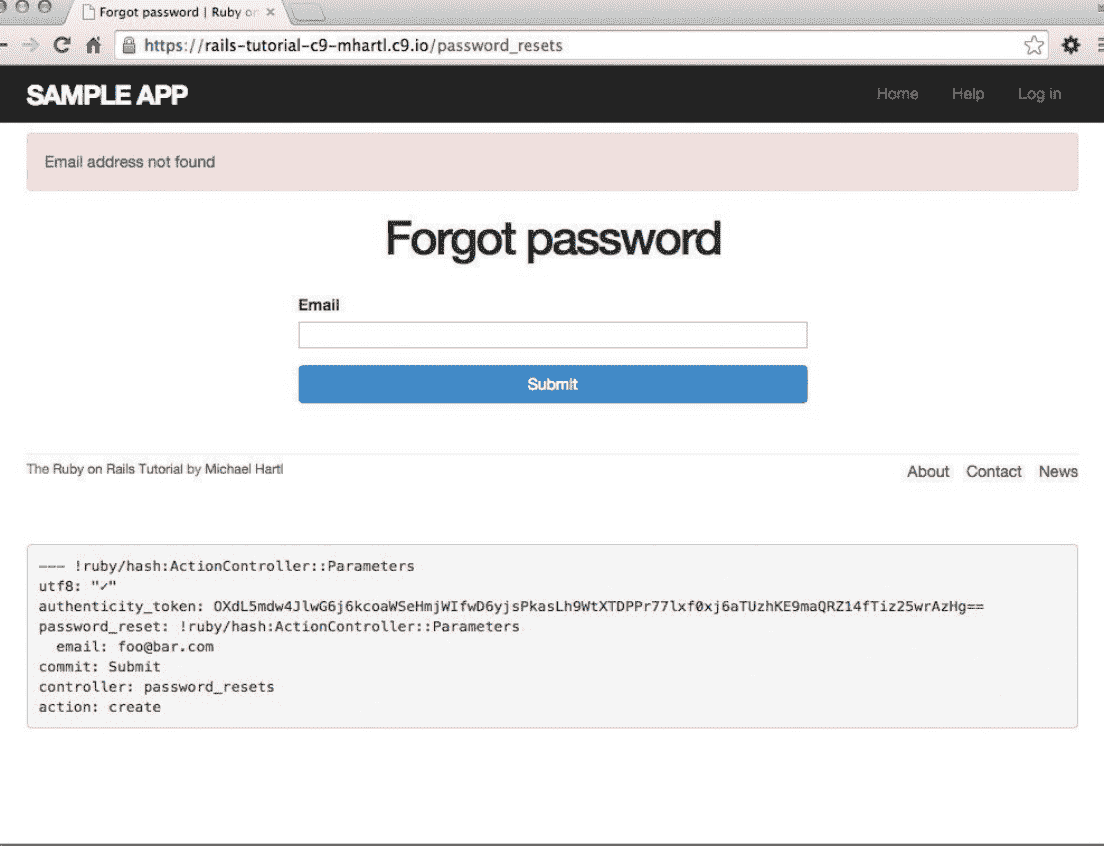 Forgot password | Ruby on
https://rails-tutorial-c9-mhartl.c9.io/password_resets
SAMPLE APP Home Help Log in
Email address not found
Forgot password
Email
Submit
The Ruby on Rails Tutorial by Michael Hartl About Contact News
--- !ruby/hash:ActionController::Parameters
utf8: "✓"
authenticity_token: OXdL5mdw4JlwG6j6kcoaWSeHmjWIfwD6yjsPkasLh9WtXTDPPr77lxf0xj6aTUzhKE9maQRZ14fTiz25wrAzHg==
password_reset: !ruby/hash:ActionController::Parameters
  email: foo@bar.com
commit: Submit
controller: password_resets
action: create